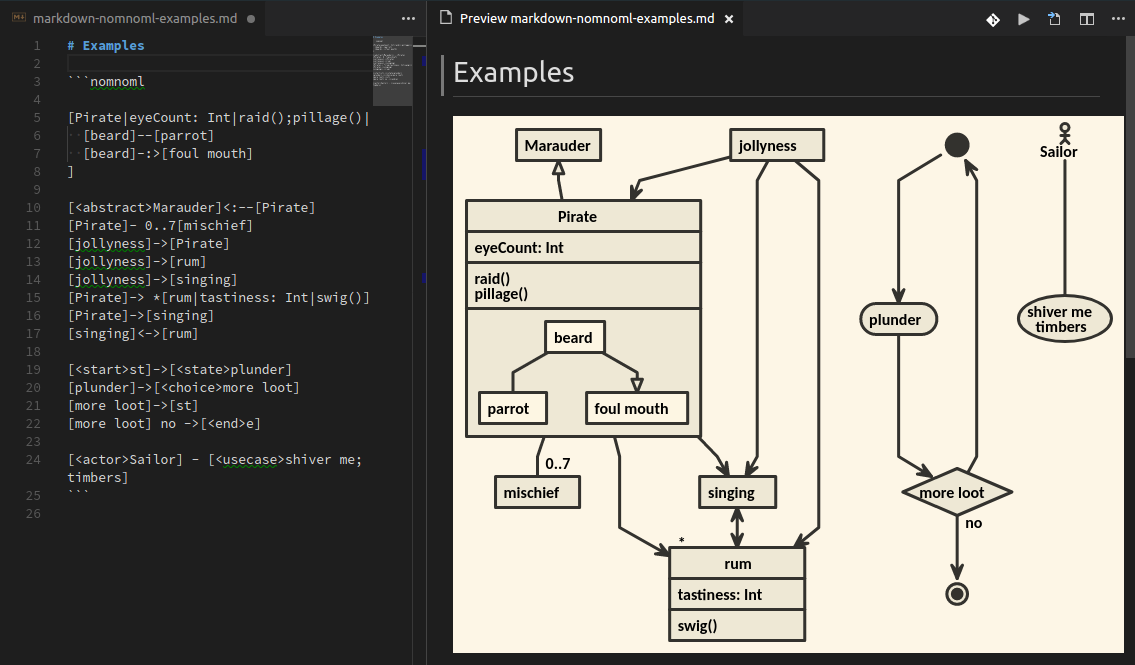 markdown-nomnoml-examples.md
Preview markdown-nomnoml-examples.md
1 # Examples
2
3 ```nomnoml
4
5 [Pirate|eyeCount: Int|raid();pillage()|
6 [beard]--[parrot]
7 [beard]-:>[foul mouth]
8 ]
9
10 [<abstract>Marauder]<:--[Pirate]
11 [Pirate]- 0..7[mischief]
12 [jollyness]->[Pirate]
13 [jollyness]->[rum]
14 [jollyness]->[singing]
15 [Pirate]-> *[rum|tastiness: Int|swig()]
16 [Pirate]->[singing]
17 [singing]<->[rum]
18
19 [<start>st]->[<state>plunder]
20 [plunder]->[<choice>more loot]
21 [more loot]->[st]
22 [more loot] no ->[<end>e]
23
24 [<actor>Sailor] - [<usecase>shiver me;
timbers]
25 ```
26
Examples
Marauder
jollyness
Sailor
Pirate
eyeCount: Int
raid()
pillage()
beard
parrot
foul mouth
plunder
shiver me
timbers
0..7
mischief
singing
more loot
no
*
rum
tastiness: Int
swig()